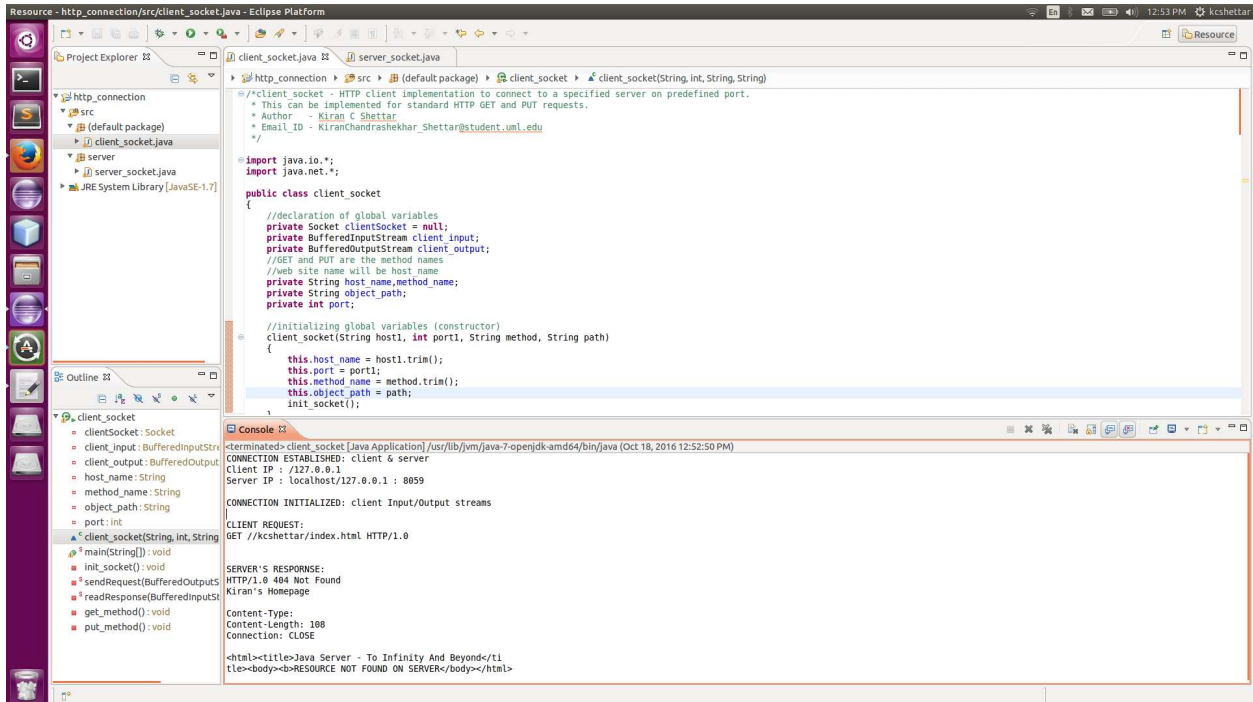 Resource - http_connection/src/client_socket.java - Eclipse Platform
En
12:53 PM
kcshettar
Resource
Project Explorer
http_connection
src
(default package)
client_socket.java
server
server_socket.java
JRE System Library [JavaSE-1.7]
Outline
client_socket
clientSocket : Socket
client_input : BufferedInputStre
client_output : BufferedOutput
host_name : String
method_name : String
object_path : String
port : int
client_socket(String, int, String
main(String[]) : void
init_socket() : void
sendRequest(BufferedOutputS
readResponse(BufferedInputSt
get_method() : void
put_method() : void
client_socket.java
server_socket.java
http_connection
src
(default package)
client_socket
client_socket(String, int, String, String)
/*client_socket - HTTP client implementation to connect to a specified server on predefined port.
* This can be implemented for standard HTTP GET and PUT requests.
* Author   - Kiran C Shettar
* Email_ID - KiranChandrashekhar_Shettar@student.uml.edu
*/
import java.io.*;
import java.net.*;
public class client_socket
{
//declaration of global variables
private Socket clientSocket = null;
private BufferedInputStream client_input;
private BufferedOutputStream client_output;
//GET and PUT are the method names
//web site name will be host_name
private String host_name,method_name;
private String object_path;
private int port;
//initializing global variables (constructor)
client_socket(String host1, int port1, String method, String path)
{
this.host_name = host1.trim();
this.port = port1;
this.method_name = method.trim();
this.object_path = path;
init_socket();
}
Console
<terminated> client_socket [Java Application] /usr/lib/jvm/java-7-openjdk-amd64/bin/java (Oct 18, 2016 12:52:50 PM)
CONNECTION ESTABLISHED: client & server
Client IP : /127.0.0.1
Server IP : localhost/127.0.0.1 : 8059
CONNECTION INITIALIZED: client Input/Output streams
CLIENT REQUEST:
GET //kcshettar/index.html HTTP/1.0
SERVER'S RESPORNSE:
HTTP/1.0 404 Not Found
Kiran's Homepage
Content-Type:
Content-Length: 108
Connection: CLOSE
<html><title>Java Server - To Infinity And Beyond</ti
tle><body><b>RESOURCE NOT FOUND ON SERVER</body></html>